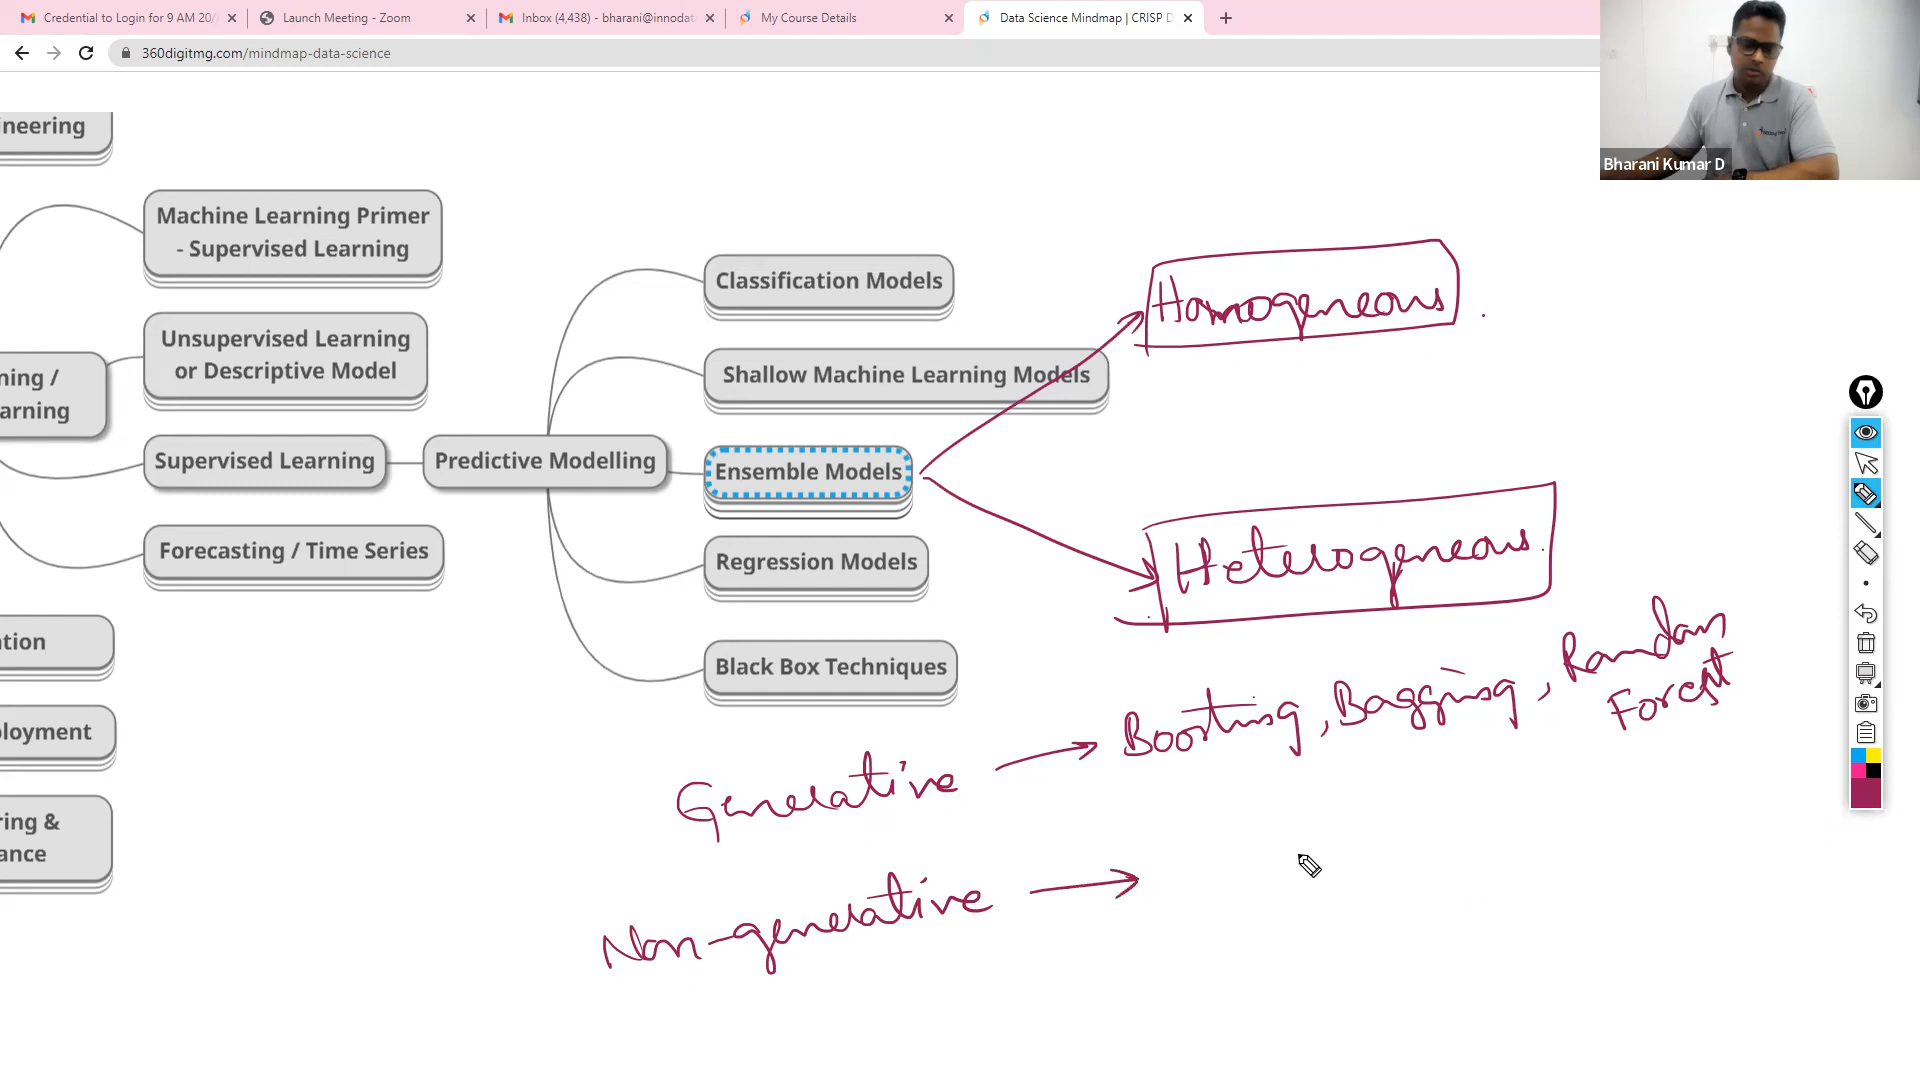 Credential to Login for 9 AM 20/
Launch Meeting - Zoom
Inbox (4,438) - bharani@innodat
My Course Details
Data Science Mindmap | CRISP D
360digitmg.com/mindmap-data-science
Bharani Kumar D
ineering
Machine Learning Primer
- Supervised Learning
Classification Models
Homogeneous
Unsupervised Learning
or Descriptive Model
Shallow Machine Learning Models
ning /
arning
Supervised Learning
Predictive Modelling
Ensemble Models
Heterogeneous
Forecasting / Time Series
Regression Models
ation
Black Box Techniques
loyment
Generative
Boosting, Bagging, Random
Forest
ring &
ance
Non-generative